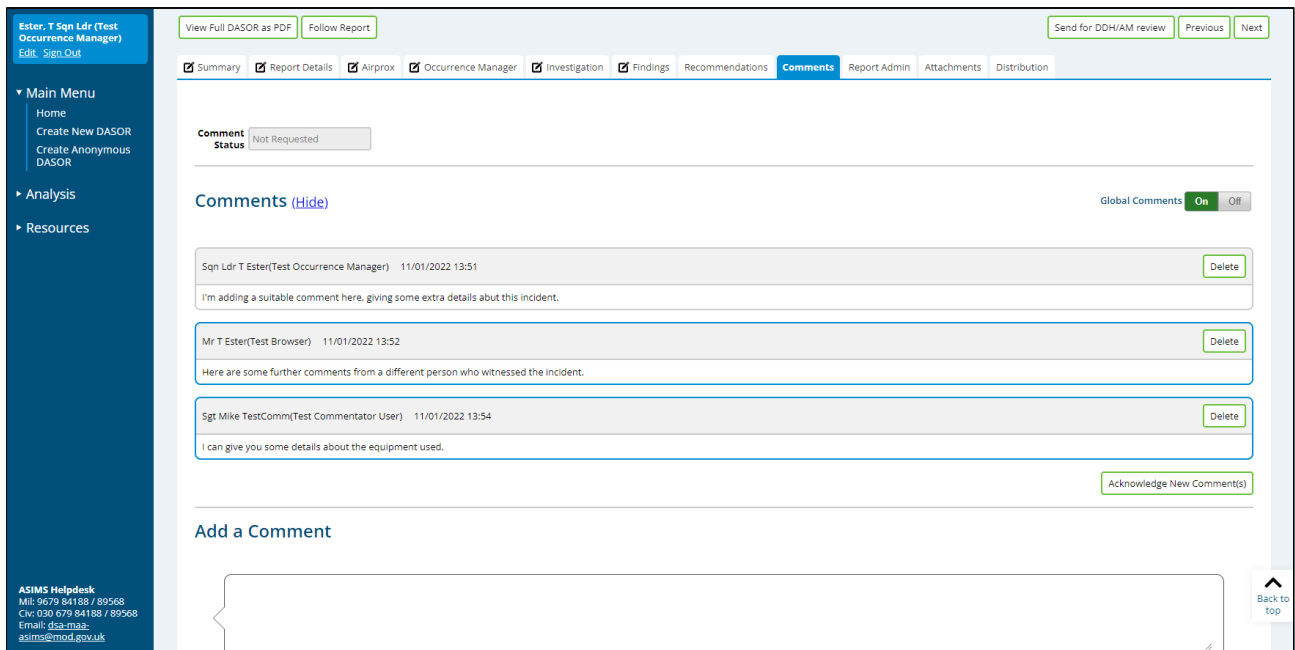 Ester, T Sqn Ldr (Test
Occurrence Manager)
Edit Sign Out
Main Menu
Home
Create New DASOR
Create Anonymous
DASOR
Analysis
Resources
ASIMS Helpdesk
Mil: 9679 84188 / 89568
Civ: 030 679 84188 / 89568
Email: dsa-maa-
asims@mod.gov.uk
View Full DASOR as PDF Follow Report Send for DDH/AM review Previous Next
Summary Report Details Airprox Occurrence Manager Investigation Findings Recommendations Comments Report Admin Attachments Distribution
Comment
Status Not Requested
Comments (Hide) Global Comments On Off
Sqn Ldr T Ester(Test Occurrence Manager) 11/01/2022 13:51 Delete
I'm adding a suitable comment here, giving some extra details abut this incident.
Mr T Ester(Test Browser) 11/01/2022 13:52 Delete
Here are some further comments from a different person who witnessed the incident.
Sgt Mike TestComm(Test Commentator User) 11/01/2022 13:54 Delete
I can give you some details about the equipment used.
Acknowledge New Comment(s)
Add a Comment
Back to
top